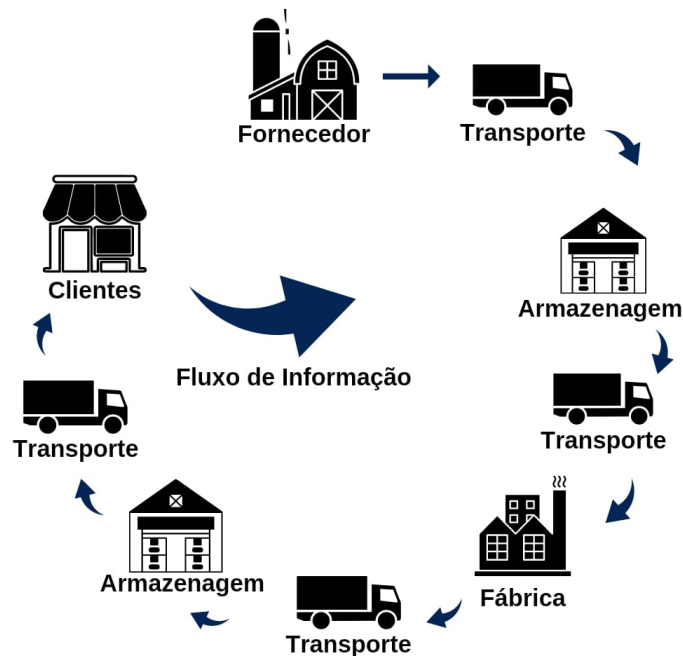 Fornecedor
Transporte
Armazenagem
Transporte
Fábrica
Transporte
Armazenagem
Transporte
Clientes
Fluxo de Informação